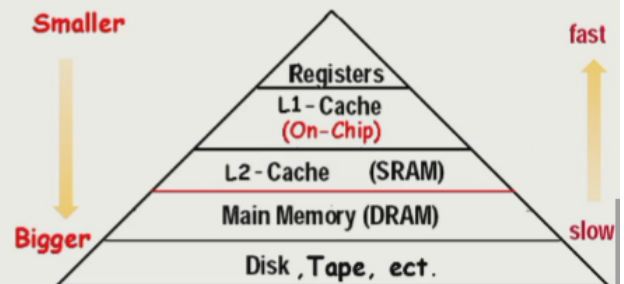 Smaller
fast
Registers
L1-Cache
(On-Chip)
L2-Cache (SRAM)
Main Memory (DRAM)
Bigger
slow
Disk ,Tape, ect.